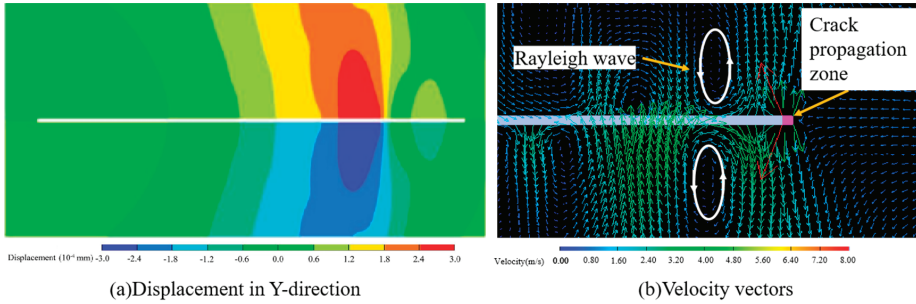 Rayleigh wave
Crack
propagation
zone
Displacement (10⁻⁴ mm) -3.0 -2.4 -1.8 -1.2 -0.6 0.0 0.6 1.2 1.8 2.4 3.0
Velocity(m/s) 0.00 0.80 1.60 2.40 3.20 4.00 4.80 5.60 6.40 7.20 8.00
(a)Displacement in Y-direction
(b)Velocity vectors